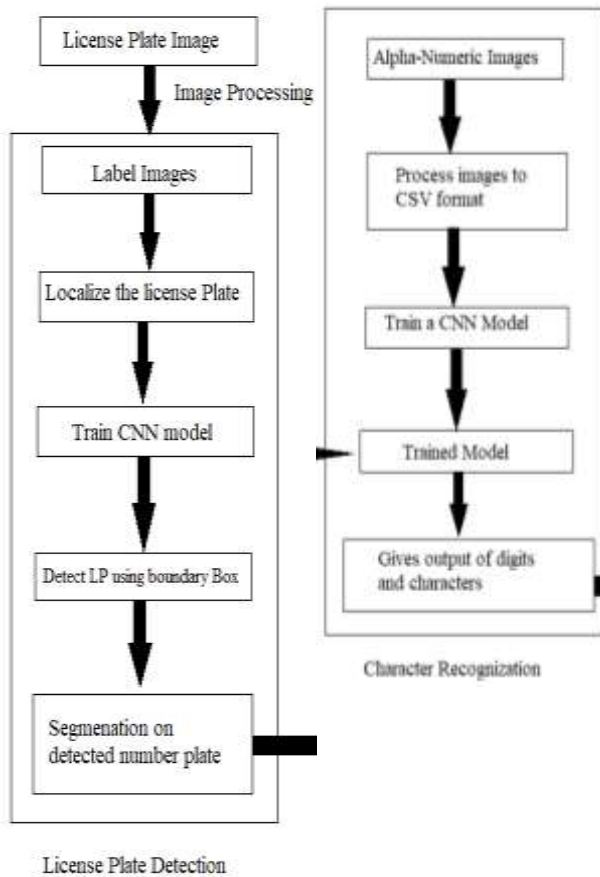 License Plate Image
Image Processing
Label Images
Localize the license Plate
Train CNN model
Detect LP using boundary Box
Segmenation on
detected number plate
License Plate Detection
Alpha-Numeric Images
Process images to
CSV format
Train a CNN Model
Trained Model
Gives output of digits
and characters
Character Recognization